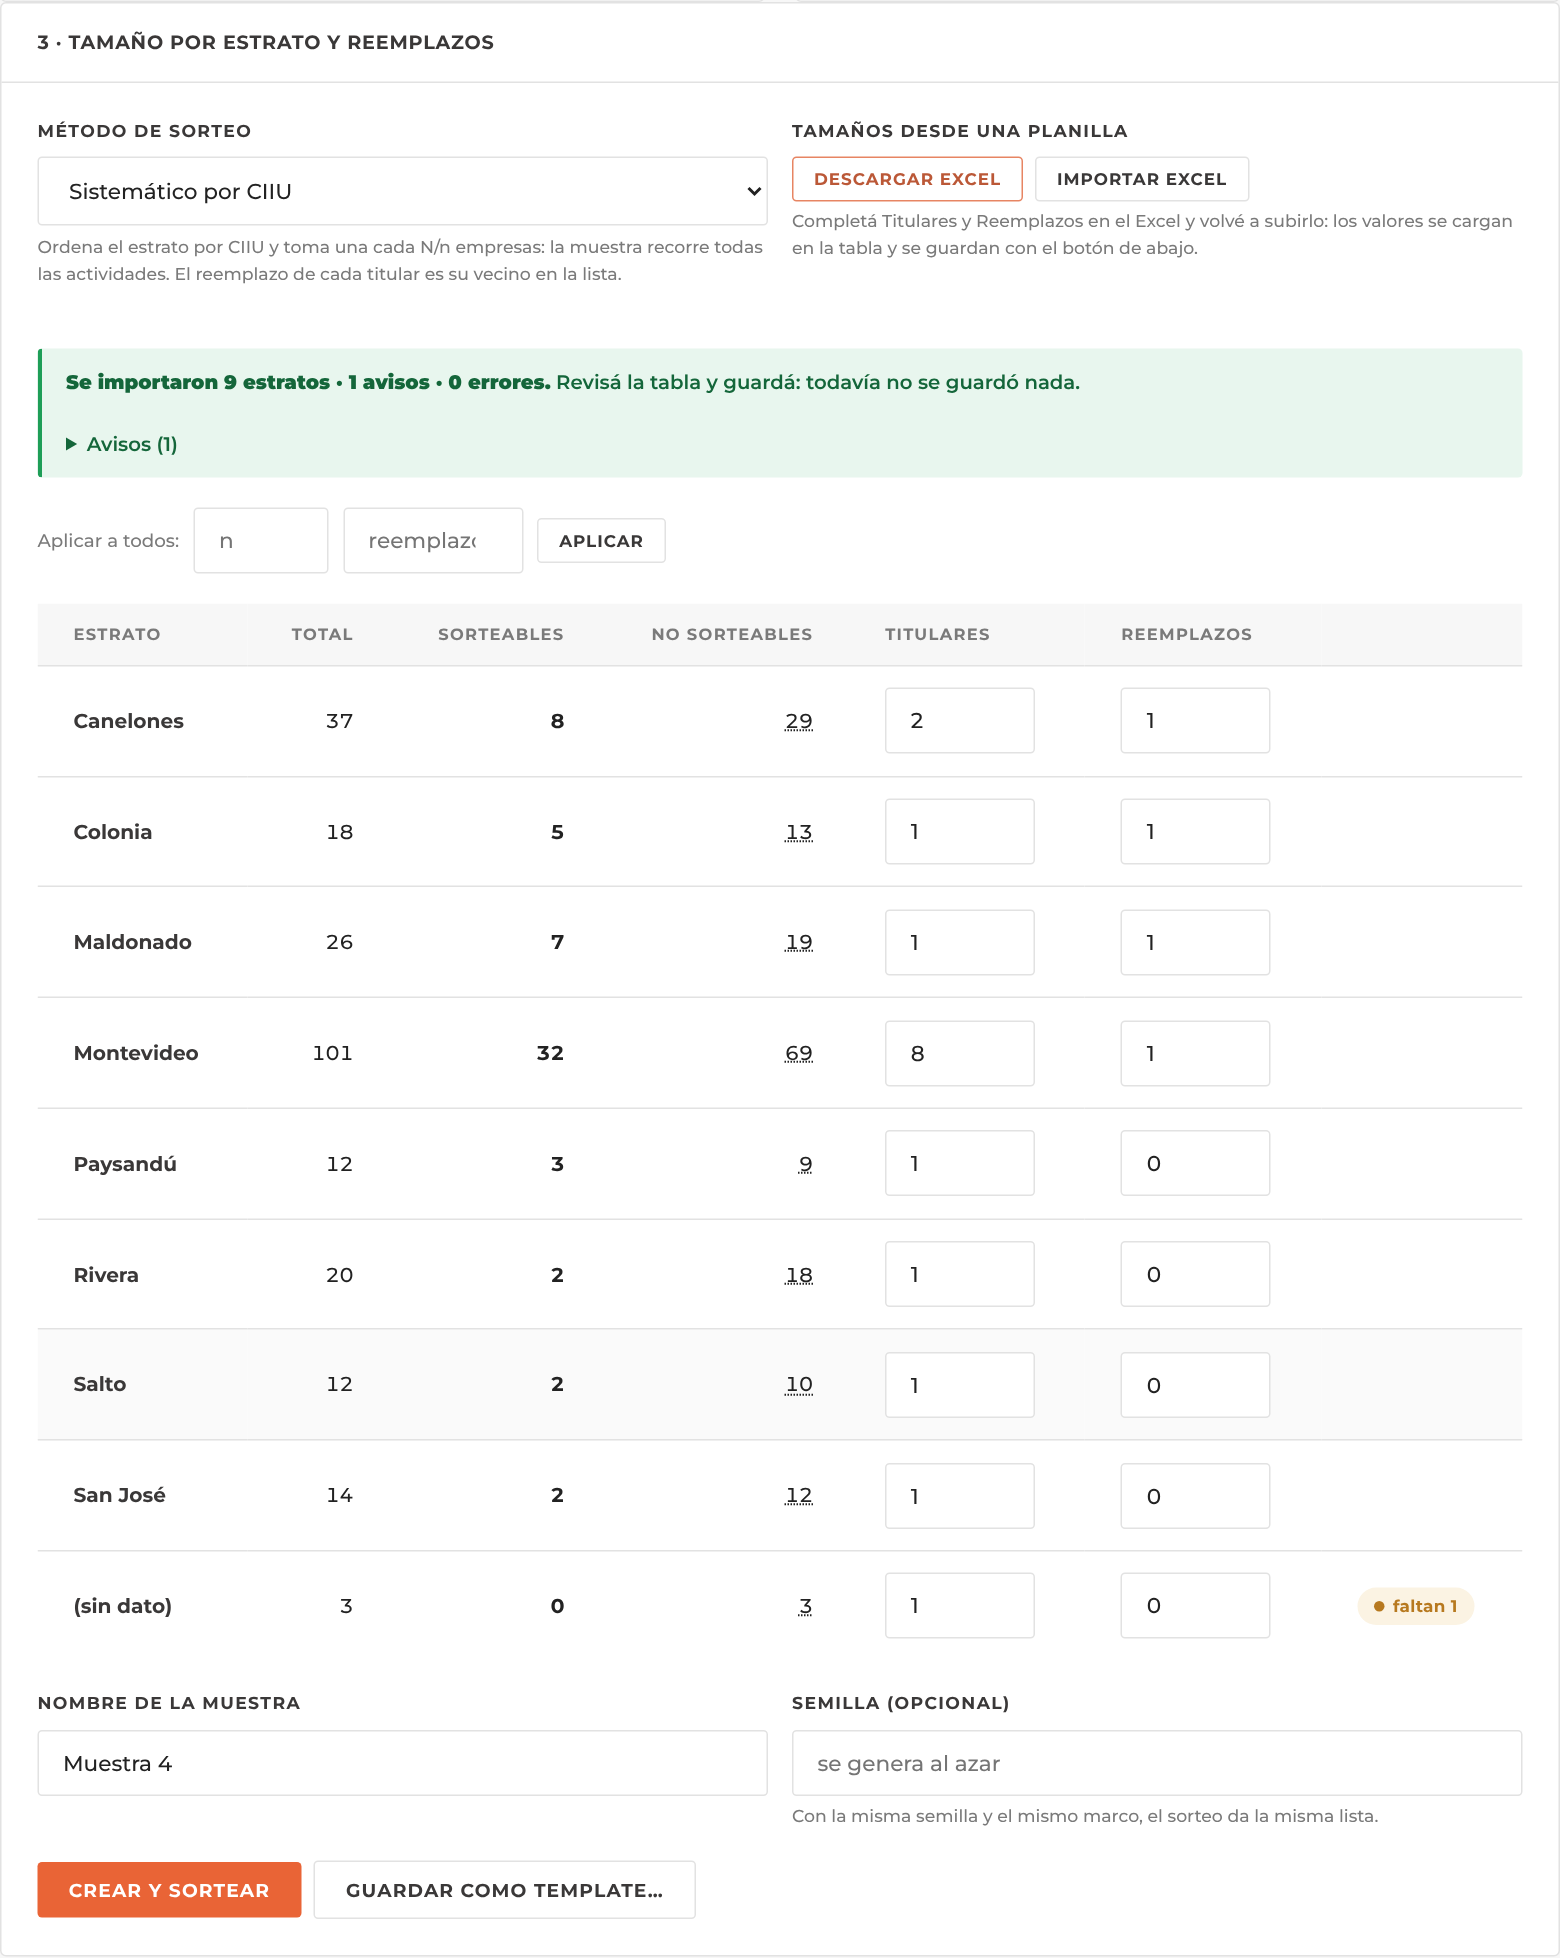 3 · TAMAÑO POR ESTRATO Y REEMPLAZOS
MÉTODO DE SORTEO
Sistemático por CIIU
Ordena el estrato por CIIU y toma una cada N/n empresas: la muestra recorre todas
las actividades. El reemplazo de cada titular es su vecino en la lista.
TAMAÑOS DESDE UNA PLANILLA
DESCARGAR EXCEL IMPORTAR EXCEL
Completá Titulares y Reemplazos en el Excel y volvé a subirlo: los valores se cargan
en la tabla y se guardan con el botón de abajo.
Se importaron 9 estratos · 1 avisos · 0 errores. Revisá la tabla y guardá: todavía no se guardó nada.
Avisos (1)
Aplicar a todos: n reemplazo APLICAR
ESTRATO TOTAL SORTEABLES NO SORTEABLES TITULARES REEMPLAZOS
Canelones 37 8 29 2 1
Colonia 18 5 13 1 1
Maldonado 26 7 19 1 1
Montevideo 101 32 69 8 1
Paysandú 12 3 9 1 0
Rivera 20 2 18 1 0
Salto 12 2 10 1 0
San José 14 2 12 1 0
(sin dato) 3 0 3 1 0 faltan 1
NOMBRE DE LA MUESTRA
Muestra 4
SEMILLA (OPCIONAL)
se genera al azar
Con la misma semilla y el mismo marco, el sorteo da la misma lista.
CREAR Y SORTEAR GUARDAR COMO TEMPLATE...